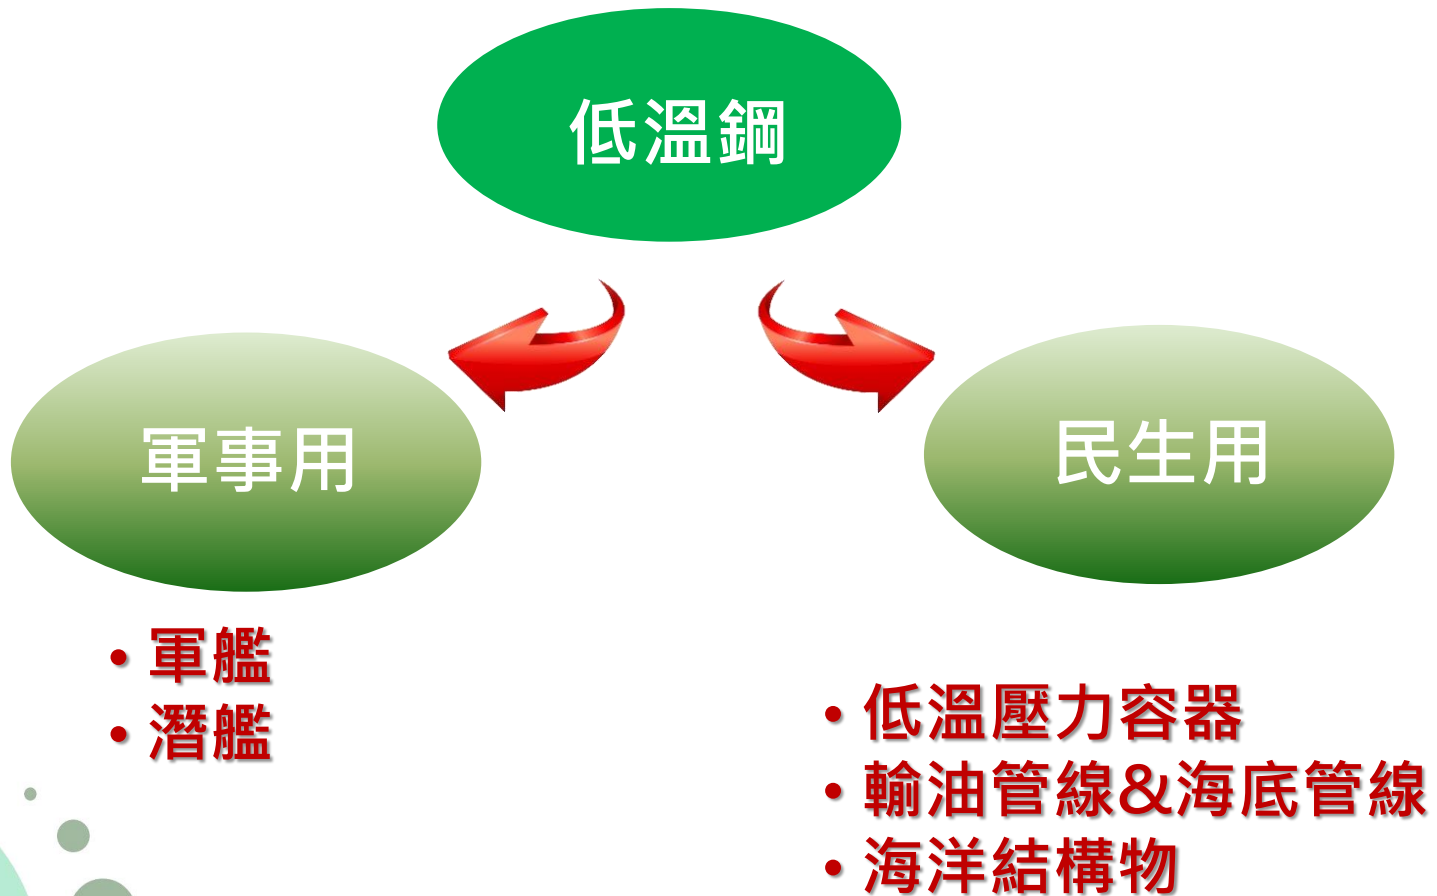 低溫鋼
軍事用
民生用
• 軍艦
• 潛艦
• 低溫壓力容器
• 輸油管線&海底管線
• 海洋結構物